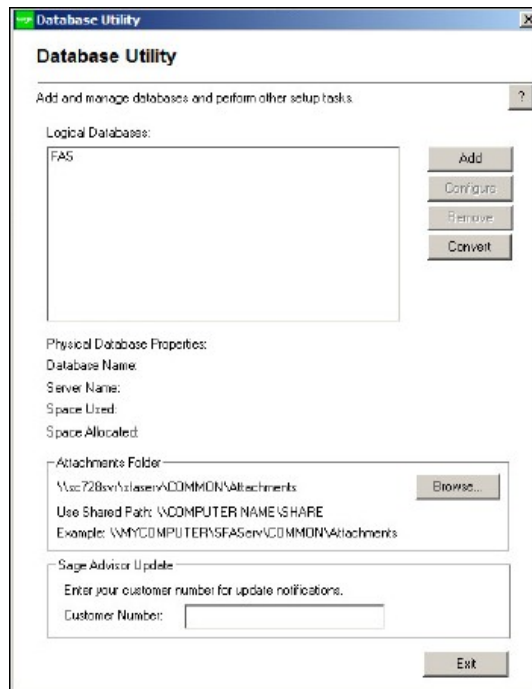 Database Utility
Database Utility
Add and manage databases and perform other setup tasks.
?
Logical Databases:
FAS
Add
Configure
Remove
Convert
Physical Database Properties:
Database Name:
Server Name:
Space Used:
Space Allocated:
Attachments Folder
\COMMON\Attachments
Browse...
Use Shared Path: \\COMPUTER NAME\SHARE
Example: \\MYCOMPUTER\SFAServ\COMMON\Attachments
Sage Advisor Update
Enter your customer number for update notifications.
Customer Number:
Exit